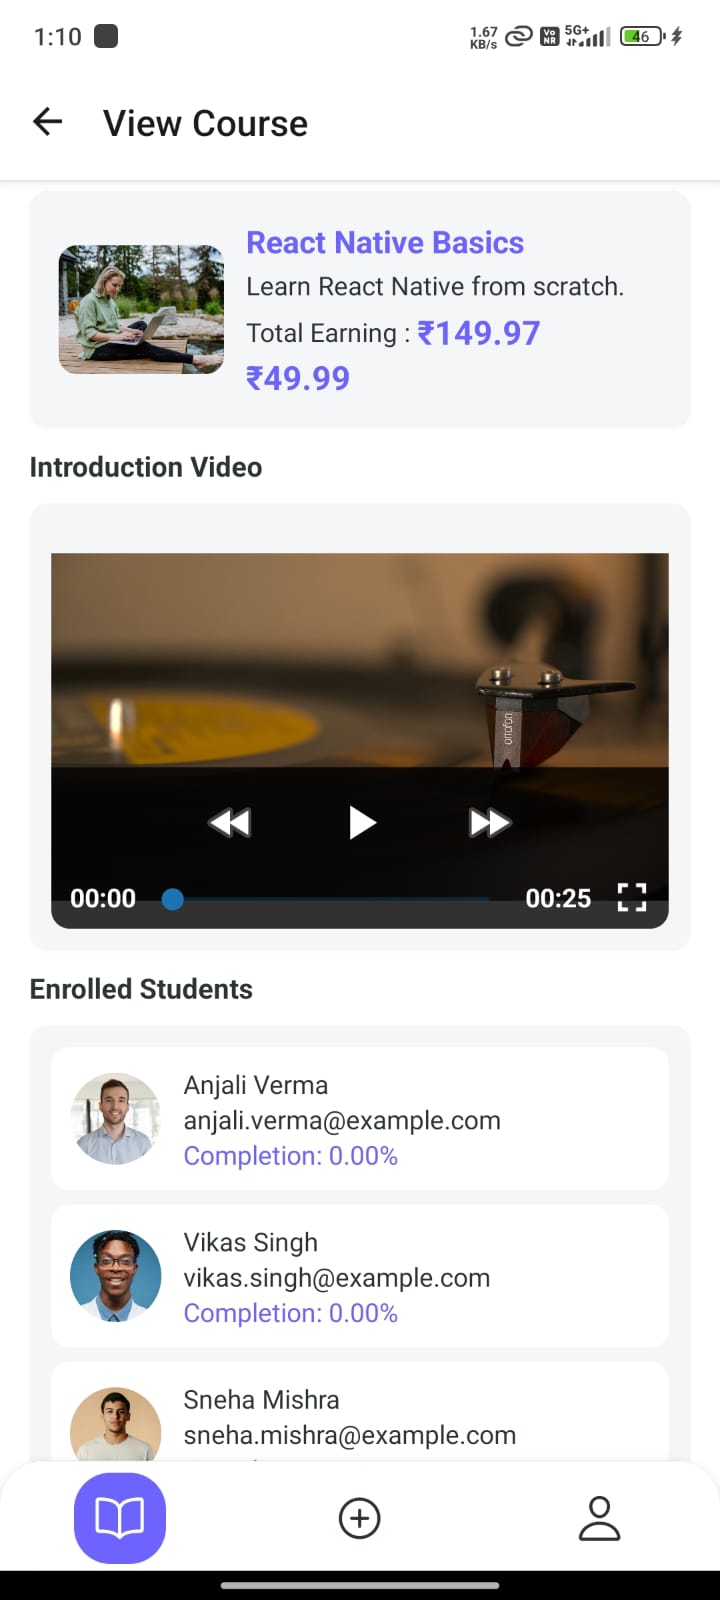 1:10
1.67
KB/s
Vo
NR
5G+
46
View Course
React Native Basics
Learn React Native from scratch.
Total Earning : ₹149.97
₹49.99
Introduction Video
ortofon
00:00
00:25
Enrolled Students
Anjali Verma
anjali.verma@example.com
Completion: 0.00%
Vikas Singh
vikas.singh@example.com
Completion: 0.00%
Sneha Mishra
sneha.mishra@example.com